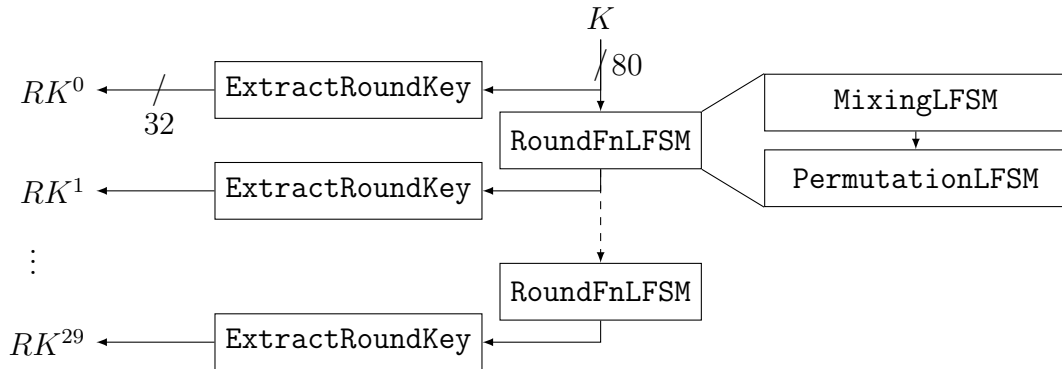 K
80
RK^0
32
ExtractRoundKey
MixingLFSM
RoundFnLFSM
PermutationLFSM
RK^1
ExtractRoundKey
⋮
RoundFnLFSM
RK^29
ExtractRoundKey